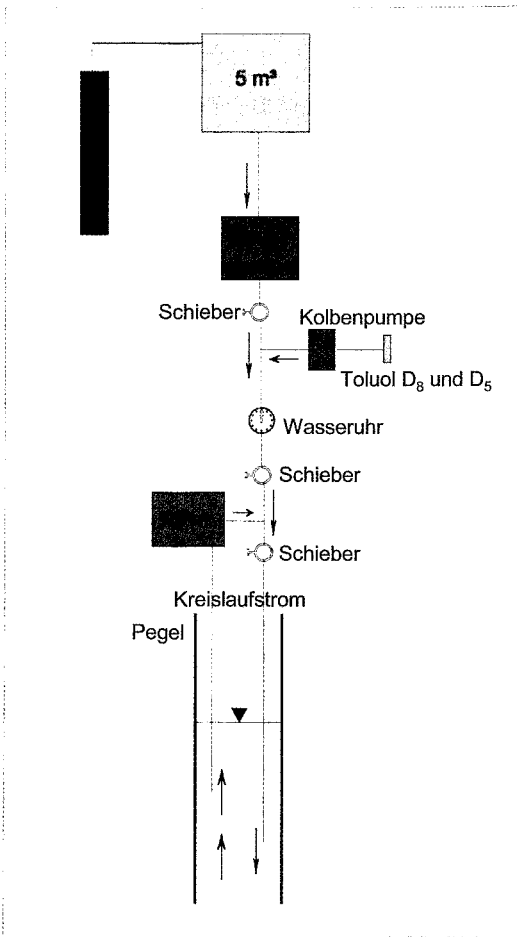 5 m³
Schieber
Kolbenpumpe
Toluol D₈ und D₅
Wasseruhr
Schieber
Schieber
Kreislaufstrom
Pegel